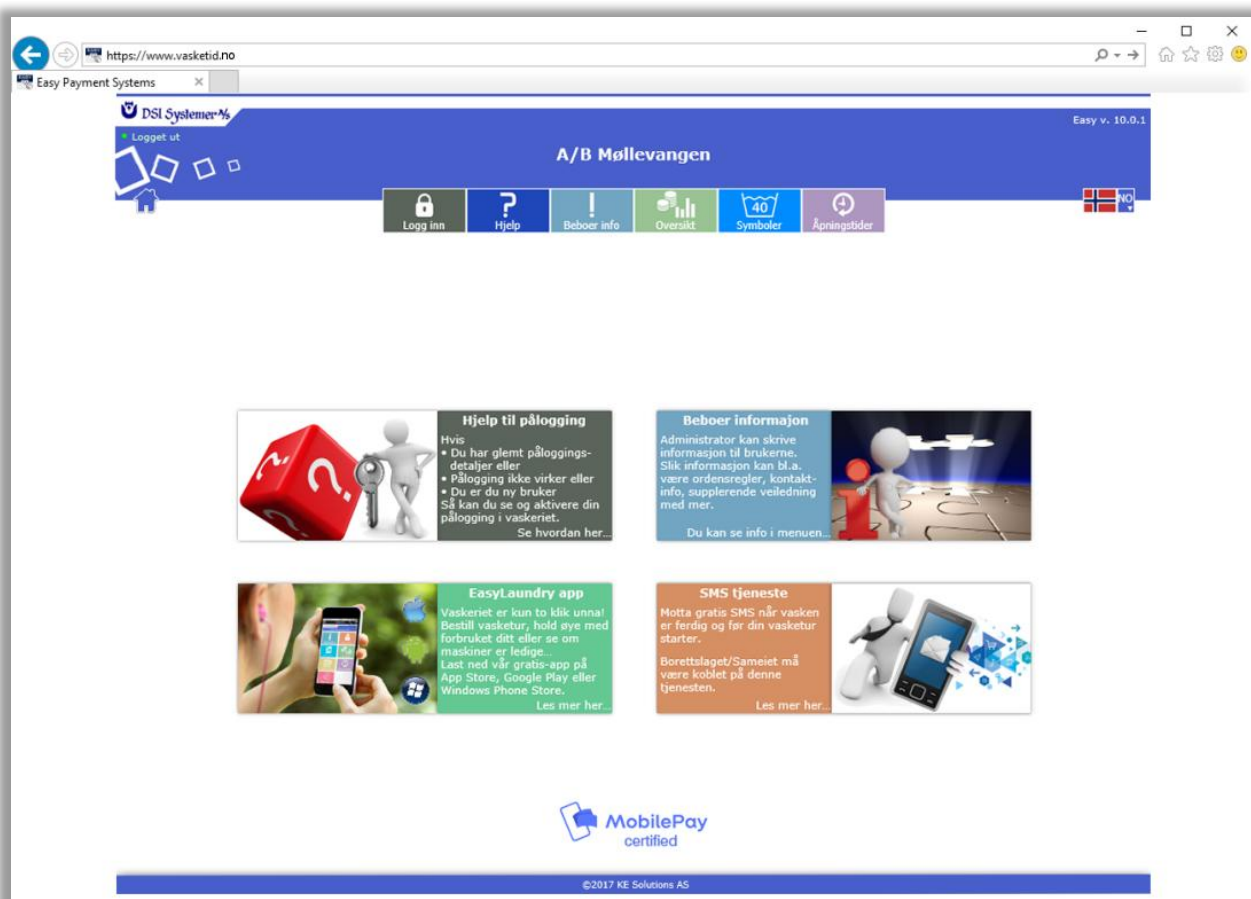 https://www.vasketid.no
Easy Payment Systems
DSI Systemer A/S
Easy v. 10.0.1
Logget ut
A/B Møllevangen
Logg inn
Hjelp
Beboer info
Oversikt
40
Symboler
Åpningstider
NO
Hjelp til pålogging
Hvis
• Du har glemt påloggings-
detaljer eller
• Pålogging ikke virker eller
• Du er du ny bruker
Så kan du se og aktivere din
pålogging i vaskeriet.
Se hvordan her...
Beboer informajon
Administrator kan skrive
informasjon til brukerne.
Slik informasjon kan bl.a.
være ordensregler, kontakt-
info, supplerende veiledning
med mer.
Du kan se info i menuen...
EasyLaundry app
Vaskeriet er kun to klik unna!
Bestill vasketur, hold øye med
forbruket ditt eller se om
maskiner er ledige...
Last ned vår gratis-app på
App Store, Google Play eller
Windows Phone Store.
Les mer her...
SMS tjeneste
Motta gratis SMS når vasken
er ferdig og før din vasketur
starter.
Borettslaget/Sameiet må
være koblet på denne
tjenesten.
Les mer her...
MobilePay
certified
©2017 KE Solutions AS